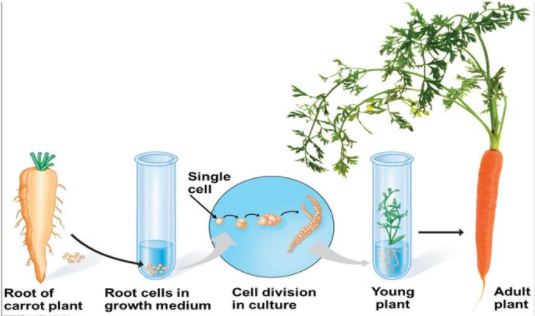 Single
cell
Root of
carrot plant
Root cells in
growth medium
Cell division
in culture
Young
plant
Adult
plant